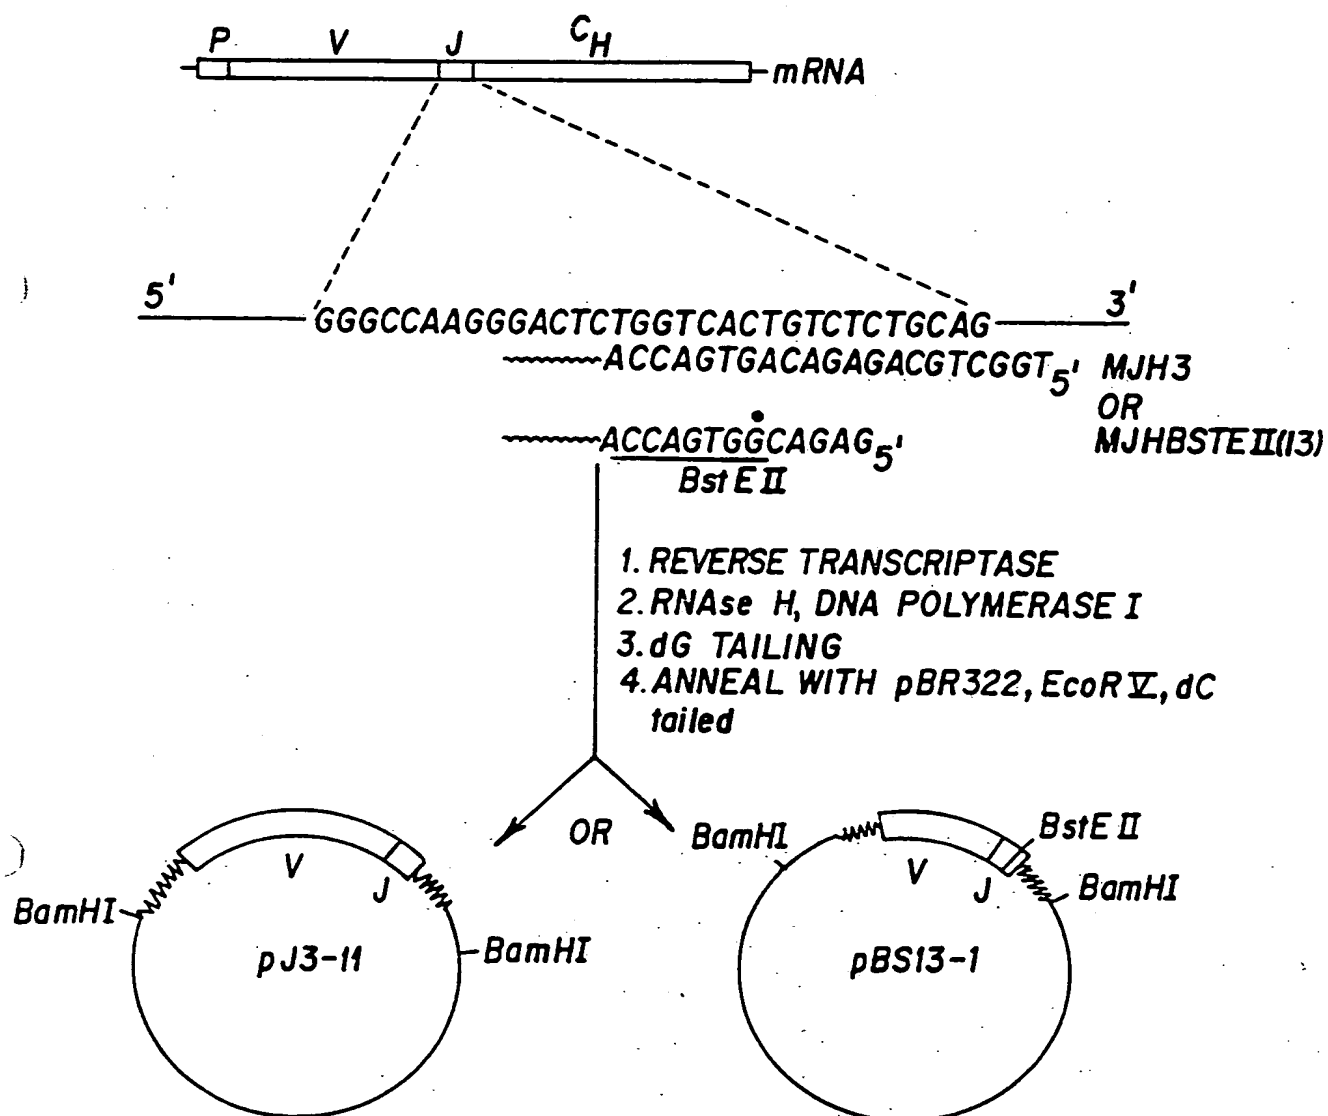 P V J CH
mRNA
5' 3'
GGGCCAAGGGACTCTGGTCACTGTCTCTGCAG
ACCAGTGACAGAGACGTCGGT5' MJH3
OR
ACCAGTGGCAGAG5' MJHBSTEII(13)
BstEII
1. REVERSE TRANSCRIPTASE
2. RNAse H, DNA POLYMERASE I
3. dG TAILING
4. ANNEAL WITH pBR322, EcoRV, dC
tailed
OR
BamHI
V
J
BamHI
pJ3-11
BamHI
BstEII
V
J
BamHI
pBS13-1